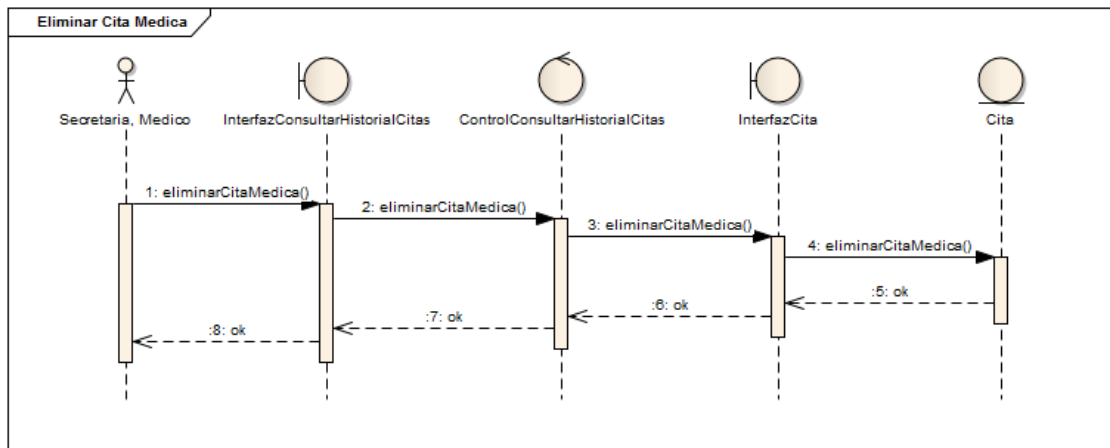 Eliminar Cita Medica
Secretaria, Medico
InterfazConsultarHistorialCitas
ControlConsultarHistorialCitas
InterfazCita
Cita
1: eliminarCitaMedica()
2: eliminarCitaMedica()
3: eliminarCitaMedica()
4: eliminarCitaMedica()
:5: ok
:6: ok
:7: ok
:8: ok